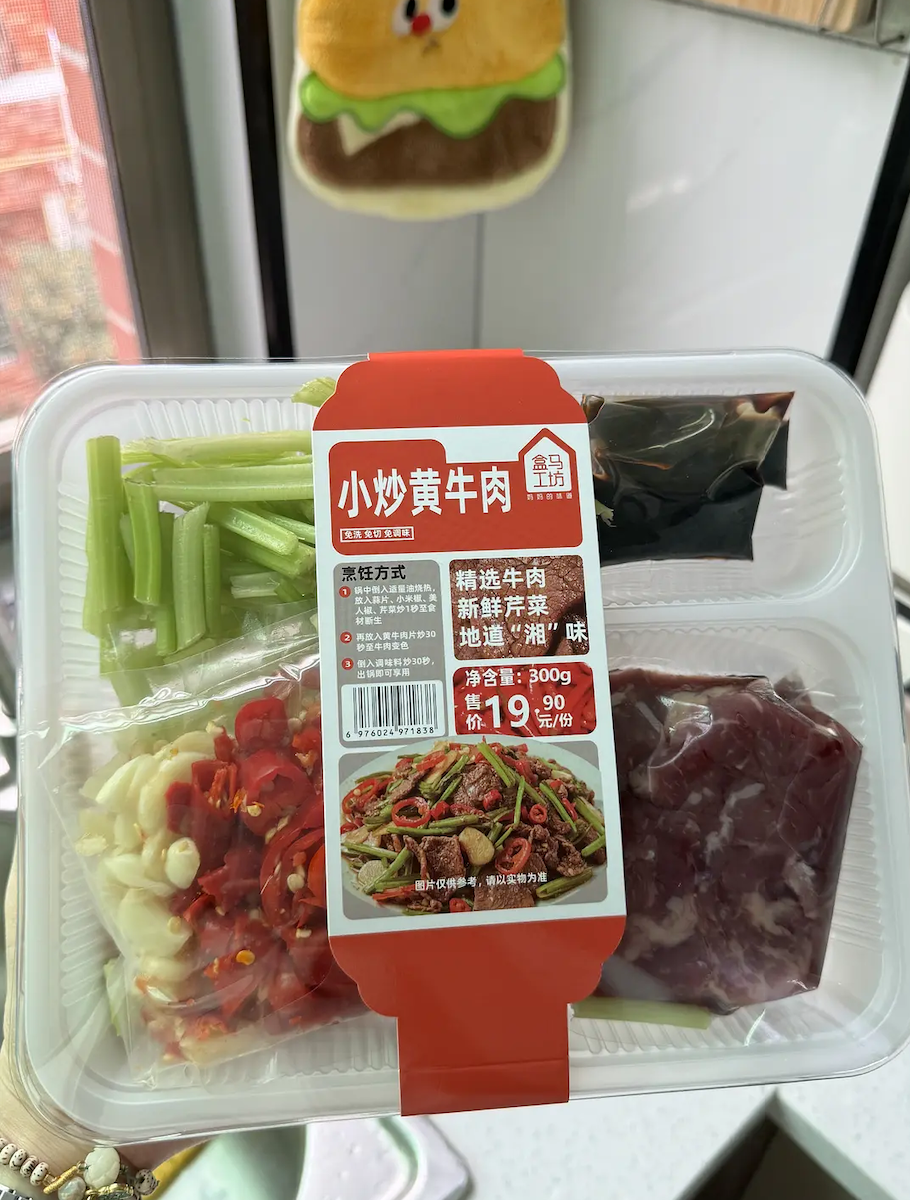 小炒黄牛肉
盒马
工坊
妈妈的味道
免洗 免切 免调味
烹饪方式
1 锅中倒入适量油烧热,
放入蒜片、小米椒、美
人椒、芹菜炒1秒至食
材断生
2 再放入黄牛肉片炒30
秒至牛肉变色
3 倒入调味料炒30秒,
出锅即可享用
6 976024 971838
精选牛肉
新鲜芹菜
地道“湘”味
净含量:300g
售价19.90元/份
图片仅供参考,请以实物为准